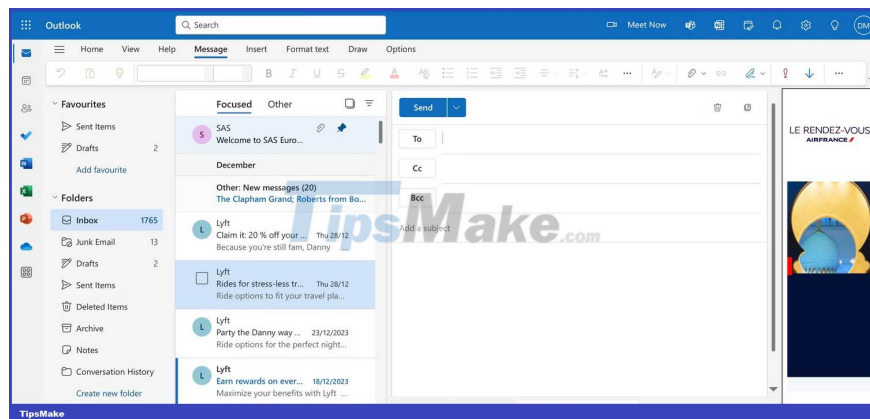 Outlook
Search
Meet Now
DM
Home View Help Message Insert Format text Draw Options
B I U S
Favourites
Sent Items
Drafts 2
Add favourite
Folders
Inbox 1765
Junk Email 13
Drafts 2
Sent Items
Deleted Items
Archive
Notes
Conversation History
Create new folder
Focused Other
S
SAS
Welcome to SAS Euro...
December
Other: New messages (20)
The Clapham Grand; Roberts from Bo...
L
Lyft
Claim it: 20 % off your ... Thu 28/12
Because you're still fam, Danny ...
Lyft
Rides for stress-less tr... Thu 28/12
Ride options to fit your travel pla...
L
Lyft
Party the Danny way ... 23/12/2023
Ride options for the perfect night...
L
Lyft
Earn rewards on ever... 18/12/2023
Maximize your benefits with Lyft ...
Send
To
Cc
Bcc
Add a subject
LE RENDEZ-VOUS
AIRFRANCE
TipsMake.com
TipsMake